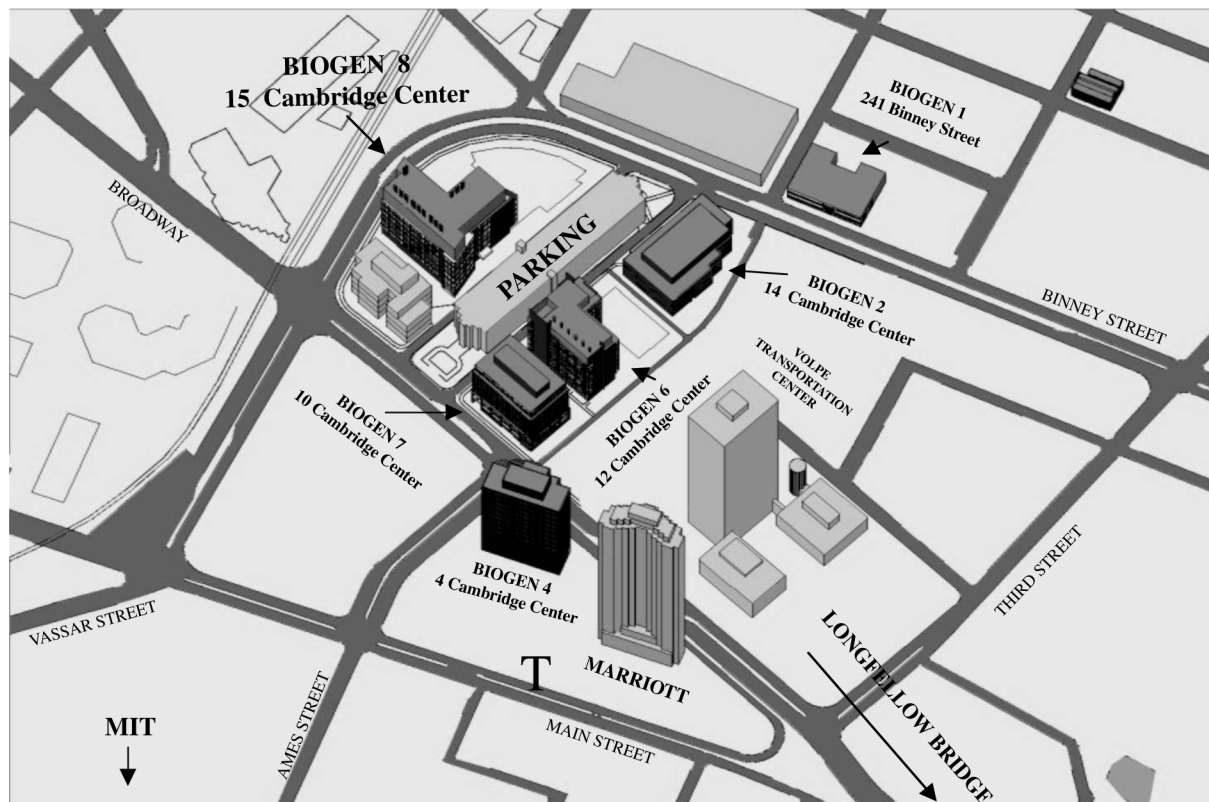 BIOGEN 8
15 Cambridge Center
BIOGEN 1
241 Binney Street
BROADWAY
PARKING
BIOGEN 2
14 Cambridge Center
BINNEY STREET
VOLPE
TRANSPORTATION
CENTER
BIOGEN 6
12 Cambridge Center
BIOGEN 7
10 Cambridge Center
BIOGEN 4
4 Cambridge Center
THIRD STREET
VASSAR STREET
LONGFELLOW BRIDGE
T
MARRIOTT
AMES STREET
MAIN STREET
MIT